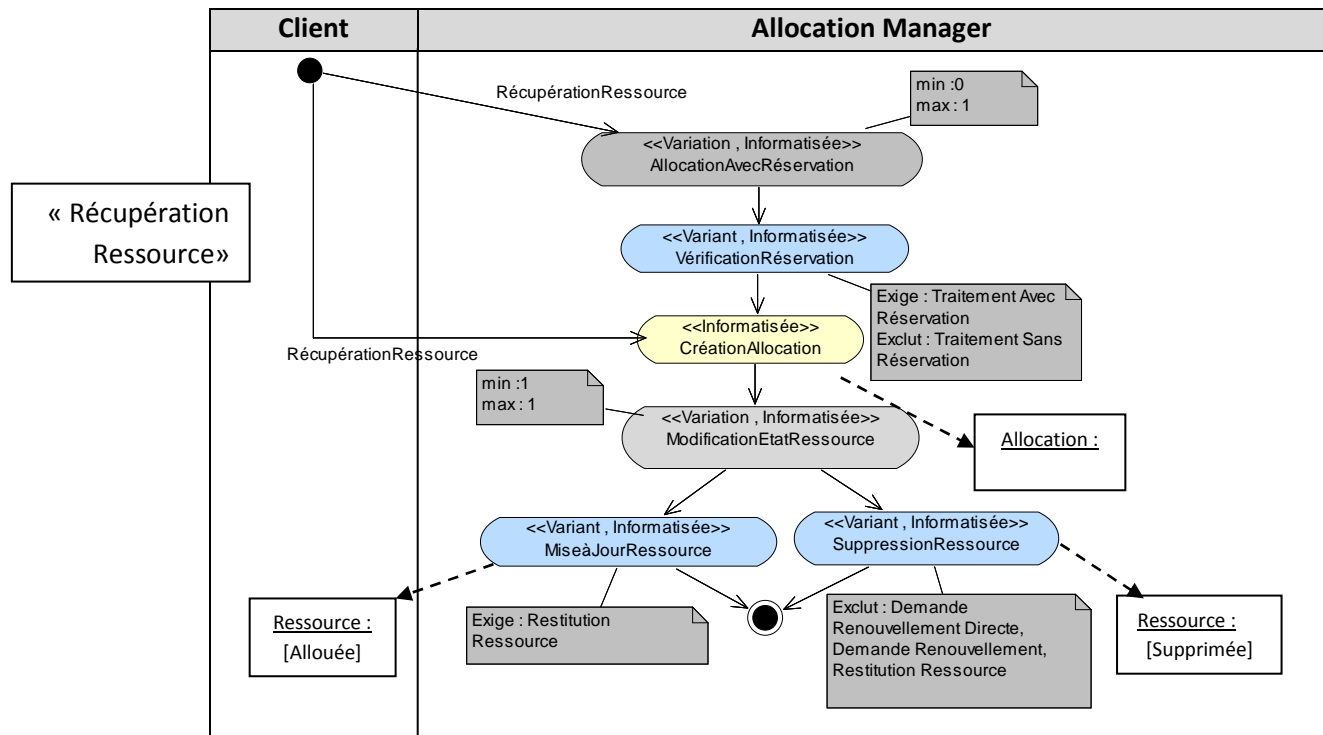 Client
Allocation Manager
RécupérationRessource
min :0
max : 1
<<Variation , Informatisée>>
AllocationAvecRéservation
« Récupération
Ressource»
<<Variant , Informatisée>>
VérificationRéservation
Exige : Traitement Avec
Réservation
Exclut : Traitement Sans
Réservation
<<Informatisée>>
CréationAllocation
RécupérationRessource
min :1
max : 1
<<Variation , Informatisée>>
ModificationEtatRessource
Allocation :
<<Variant , Informatisée>>
MiseàJourRessource
<<Variant , Informatisée>>
SuppressionRessource
Ressource :
[Allouée]
Exige : Restitution
Ressource
Exclut : Demande
Renouvellement Directe,
Demande Renouvellement,
Restitution Ressource
Ressource :
[Supprimée]